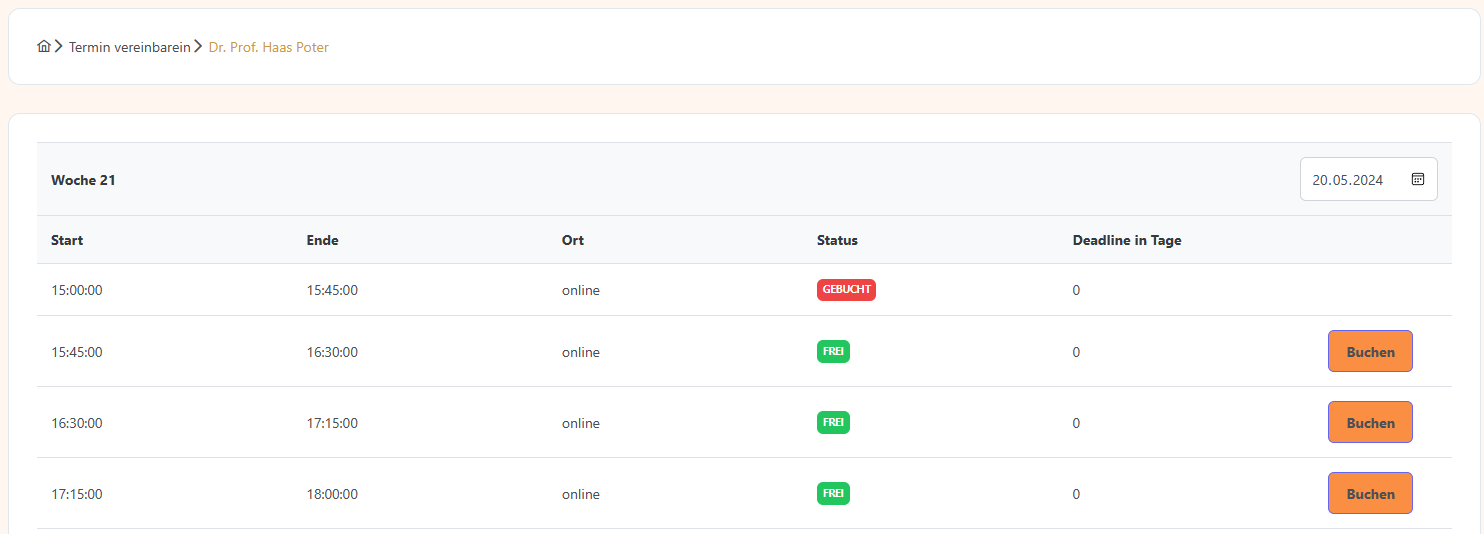 Termin vereinbarein Dr. Prof. Haas Poter
Woche 21 20.05.2024
Start Ende Ort Status Deadline in Tage
15:00:00 15:45:00 online GEBUCHT 0
15:45:00 16:30:00 online FREI 0 Buchen
16:30:00 17:15:00 online FREI 0 Buchen
17:15:00 18:00:00 online FREI 0 Buchen